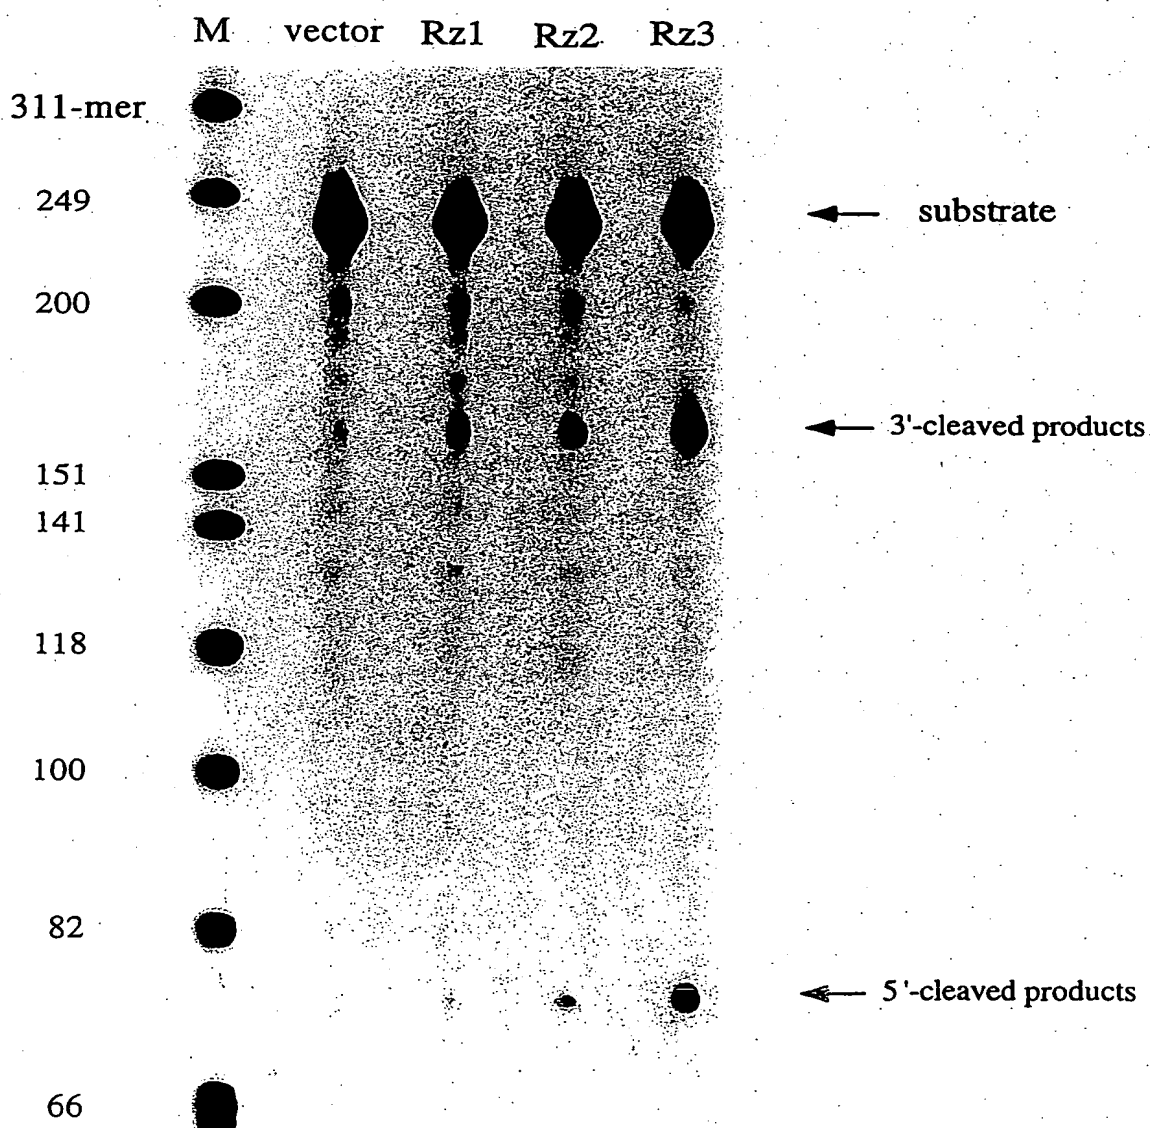 M vector Rz1 Rz2 Rz3
311-mer
249
substrate
200
3'-cleaved products
151
141
118
100
82
5'-cleaved products
66